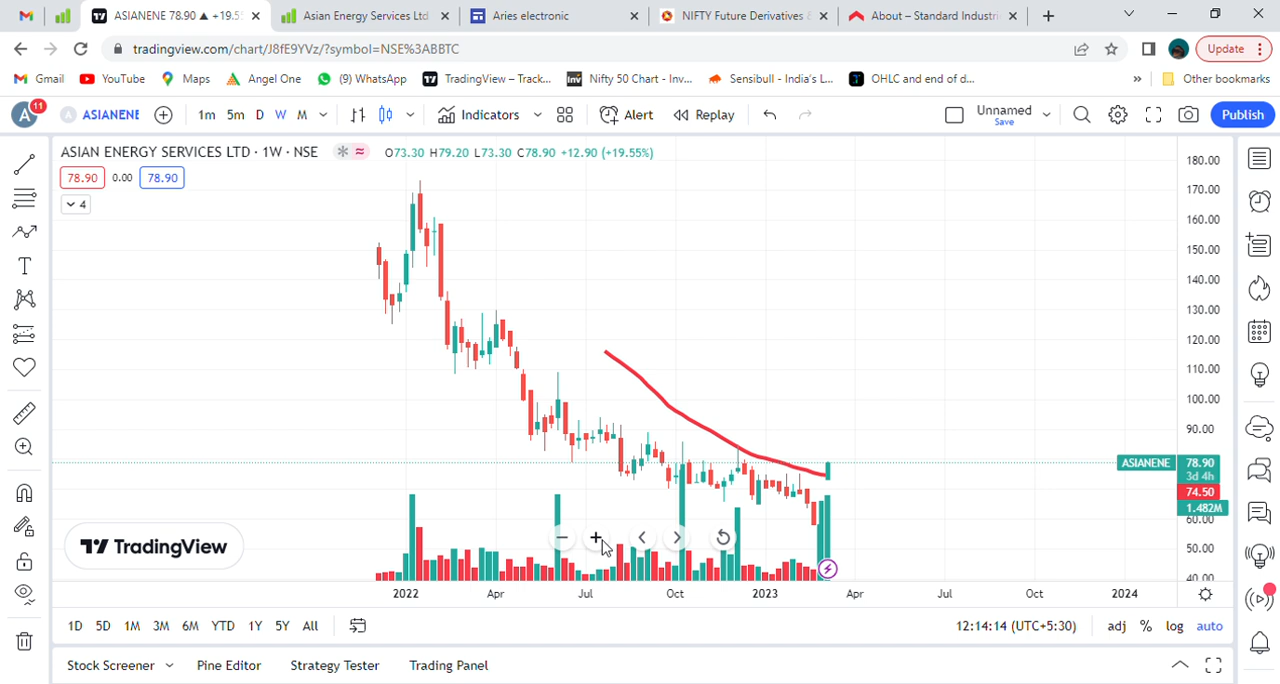 ASIANENE 78.90 ▲ +19.5
Asian Energy Services Ltd
Aries electronic
NIFTY Future Derivatives &
About – Standard Industri
tradingview.com/chart/J8fE9YVz/?symbol=NSE%3ABBTC
Update
Gmail
YouTube
Maps
Angel One
(9) WhatsApp
TradingView – Track...
Nifty 50 Chart - Inv...
Sensibull - India's L...
OHLC and end of d...
»
Other bookmarks
A
11
A
ASIANENE
1m
5m
D
W
M
Indicators
Alert
Replay
Unnamed
Save
Publish
ASIAN ENERGY SERVICES LTD · 1W · NSE
O73.30 H79.20 L73.30 C78.90 +12.90 (+19.55%)
78.90
0.00
78.90
4
180.00
170.00
160.00
150.00
140.00
130.00
120.00
110.00
100.00
90.00
ASIANENE
78.90
3d 4h
74.50
1.482M
60.00
50.00
40.00
TradingView
2022
Apr
Jul
Oct
2023
Apr
Jul
Oct
2024
1D
5D
1M
3M
6M
YTD
1Y
5Y
All
12:14:14 (UTC+5:30)
adj
%
log
auto
Stock Screener
Pine Editor
Strategy Tester
Trading Panel